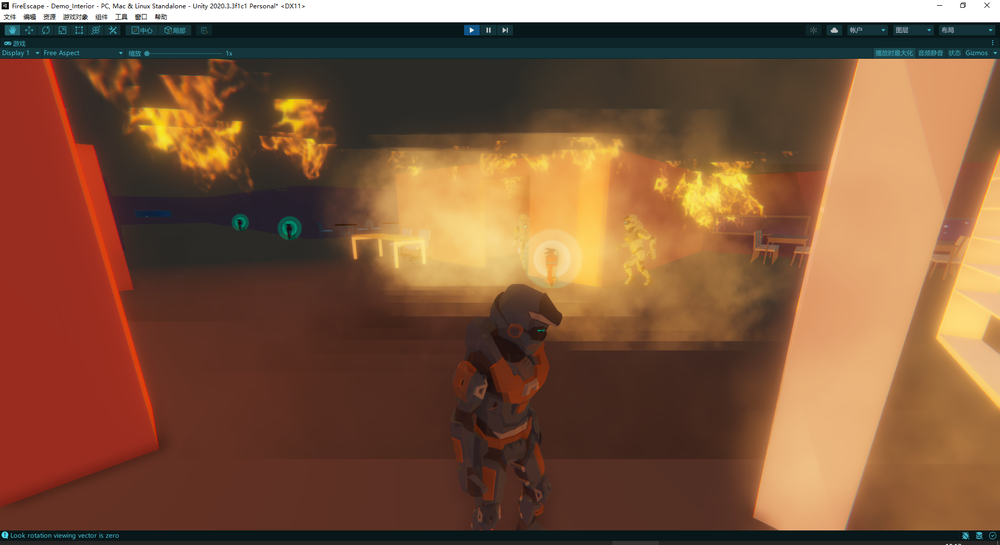 FireEscape - Demo_Interior - PC, Mac & Linux Standalone - Unity 2020.3.3f1c1 Personal* <DX11>
文件 编辑 资源 游戏对象 组件 工具 窗口 帮助
中心 局部 帐户 图层 布局
游戏
Display 1 Free Aspect 缩放 1x 播放时最大化 音频静音 状态 Gizmos
Look rotation viewing vector is zero